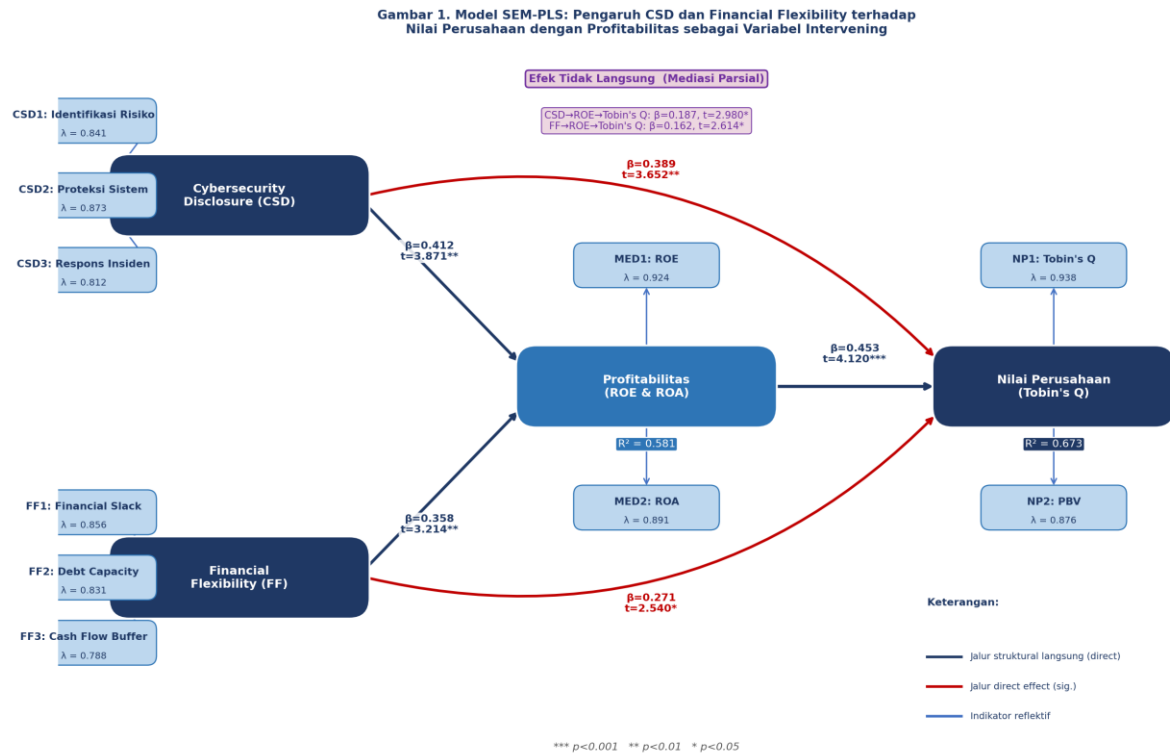 Gambar 1. Model SEM-PLS: Pengaruh CSD dan Financial Flexibility terhadap
Nilai Perusahaan dengan Profitabilitas sebagai Variabel Intervening
Efek Tidak Langsung (Mediasi Parsial)
CSD→ROE→Tobin's Q: β=0.187, t=2.980*
FF→ROE→Tobin's Q: β=0.162, t=2.614*
CSD1: Identifikasi Risiko
λ = 0.841
CSD2: Proteksi Sistem
λ = 0.873
CSD3: Respons Insiden
λ = 0.812
Cybersecurity
Disclosure (CSD)
β=0.389
t=3.652**
β=0.412
t=3.871**
MED1: ROE
λ = 0.924
NP1: Tobin's Q
λ = 0.938
Profitabilitas
(ROE & ROA)
β=0.453
t=4.120***
Nilai Perusahaan
(Tobin's Q)
R² = 0.581
R² = 0.673
MED2: ROA
λ = 0.891
NP2: PBV
λ = 0.876
β=0.358
t=3.214**
FF1: Financial Slack
λ = 0.856
FF2: Debt Capacity
λ = 0.831
FF3: Cash Flow Buffer
λ = 0.788
Financial
Flexibility (FF)
β=0.271
t=2.540*
Keterangan:
Jalur struktural langsung (direct)
Jalur direct effect (sig.)
Indikator reflektif
*** p<0.001 ** p<0.01 * p<0.05